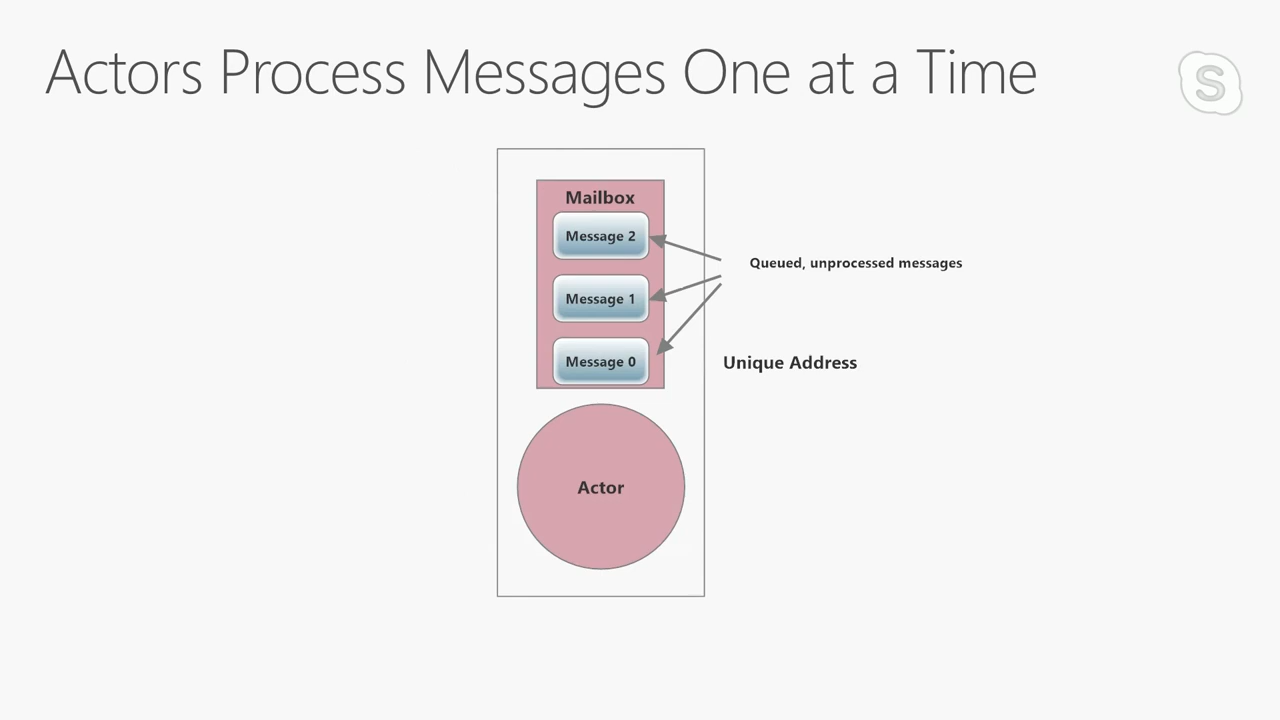 Actors Process Messages One at a Time
S
Mailbox
Message 2
Message 1
Message 0
Queued, unprocessed messages
Unique Address
Actor